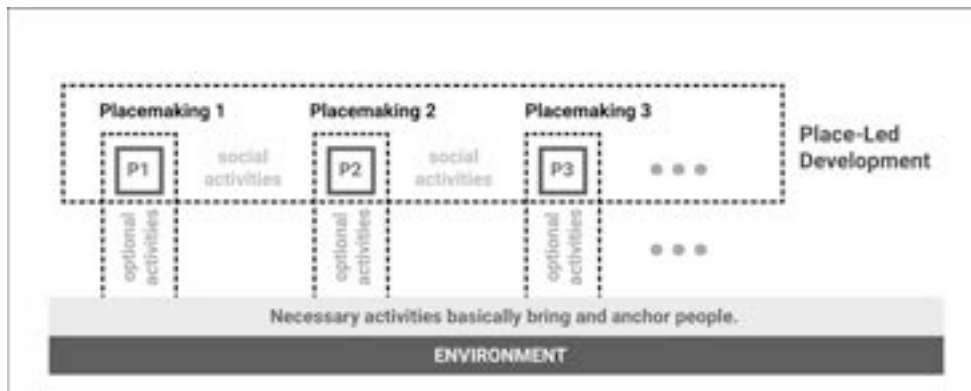 Placemaking 1
Placemaking 2
Placemaking 3
P1
social
activities
P2
social
activities
P3
Place-Led
Development
optional
activities
optional
activities
optional
activities
Necessary activities basically bring and anchor people.
ENVIRONMENT